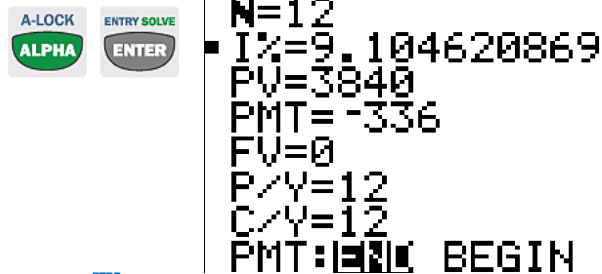 A-LOCK
ALPHA
ENTRY SOLVE
ENTER
N=12
I%=9.104620869
PV=3840
PMT=-336
FV=0
P/Y=12
C/Y=12
PMT:END BEGIN